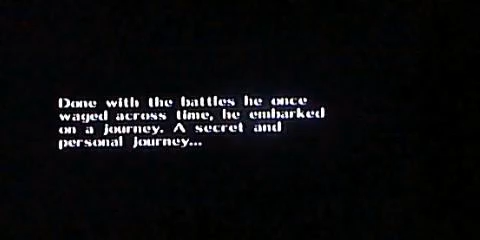 Done with the battles he once
waged across time, he embarked
on a journey. A secret and
personal journey...